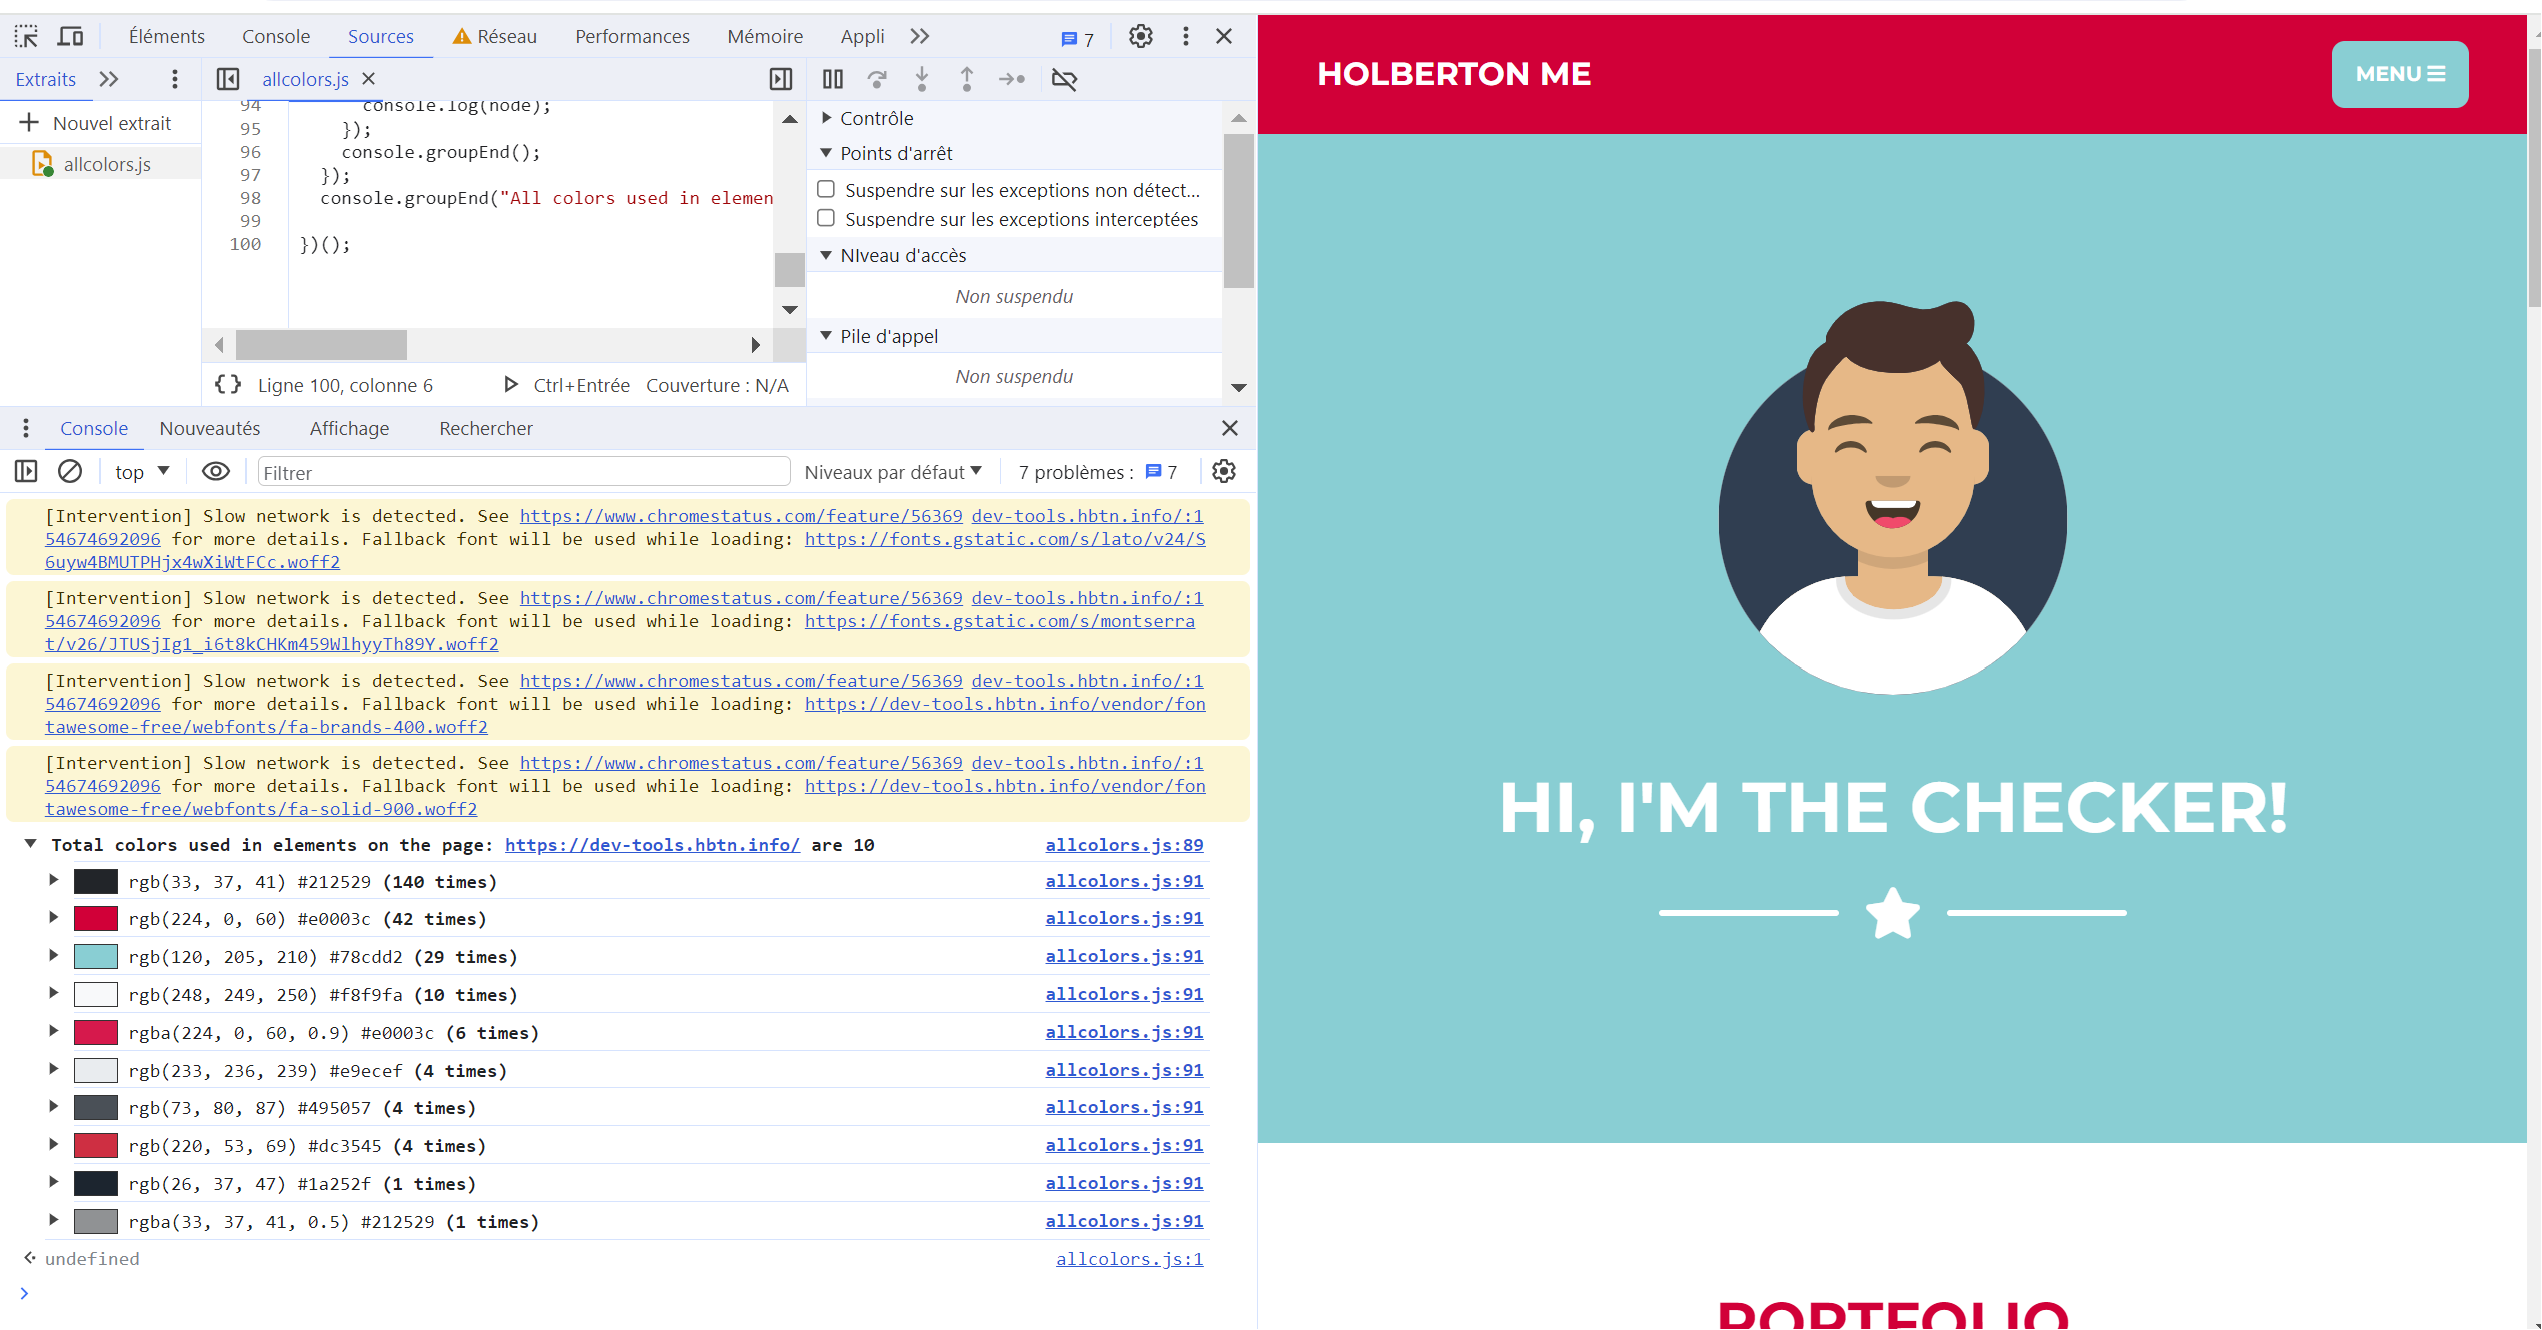 Éléments Console Sources Réseau Performances Mémoire Appli 7
Extraits
allcolors.js
Nouvel extrait
allcolors.js
94 console.log(node);
95 });
96 console.groupEnd();
97 });
98 console.groupEnd("All colors used in elemen
99
100 })();
Ligne 100, colonne 6 Ctrl+Entrée Couverture : N/A
Contrôle
Points d'arrêt
Suspendre sur les exceptions non détect...
Suspendre sur les exceptions interceptées
NIveau d'accès
Non suspendu
Pile d'appel
Non suspendu
Console Nouveautés Affichage Rechercher
top Filtrer Niveaux par défaut 7 problèmes : 7
[Intervention] Slow network is detected. See https://www.chromestatus.com/feature/56369 dev-tools.hbtn.info/:1
54674692096 for more details. Fallback font will be used while loading: https://fonts.gstatic.com/s/lato/v24/S
6uyw4BMUTPHjx4wXiWtFCc.woff2
[Intervention] Slow network is detected. See https://www.chromestatus.com/feature/56369 dev-tools.hbtn.info/:1
54674692096 for more details. Fallback font will be used while loading: https://fonts.gstatic.com/s/montserra
t/v26/JTUSjIg1_i6t8kCHKm459WlhyyTh89Y.woff2
[Intervention] Slow network is detected. See https://www.chromestatus.com/feature/56369 dev-tools.hbtn.info/:1
54674692096 for more details. Fallback font will be used while loading: https://dev-tools.hbtn.info/vendor/fon
tawesome-free/webfonts/fa-brands-400.woff2
[Intervention] Slow network is detected. See https://www.chromestatus.com/feature/56369 dev-tools.hbtn.info/:1
54674692096 for more details. Fallback font will be used while loading: https://dev-tools.hbtn.info/vendor/fon
tawesome-free/webfonts/fa-solid-900.woff2
Total colors used in elements on the page: https://dev-tools.hbtn.info/ are 10 allcolors.js:89
rgb(33, 37, 41) #212529 (140 times) allcolors.js:91
rgb(224, 0, 60) #e0003c (42 times) allcolors.js:91
rgb(120, 205, 210) #78cdd2 (29 times) allcolors.js:91
rgb(248, 249, 250) #f8f9fa (10 times) allcolors.js:91
rgba(224, 0, 60, 0.9) #e0003c (6 times) allcolors.js:91
rgb(233, 236, 239) #e9ecef (4 times) allcolors.js:91
rgb(73, 80, 87) #495057 (4 times) allcolors.js:91
rgb(220, 53, 69) #dc3545 (4 times) allcolors.js:91
rgb(26, 37, 47) #1a252f (1 times) allcolors.js:91
rgba(33, 37, 41, 0.5) #212529 (1 times) allcolors.js:91
undefined allcolors.js:1
HOLBERTON ME
MENU
HI, I'M THE CHECKER!
PORTFOLIO